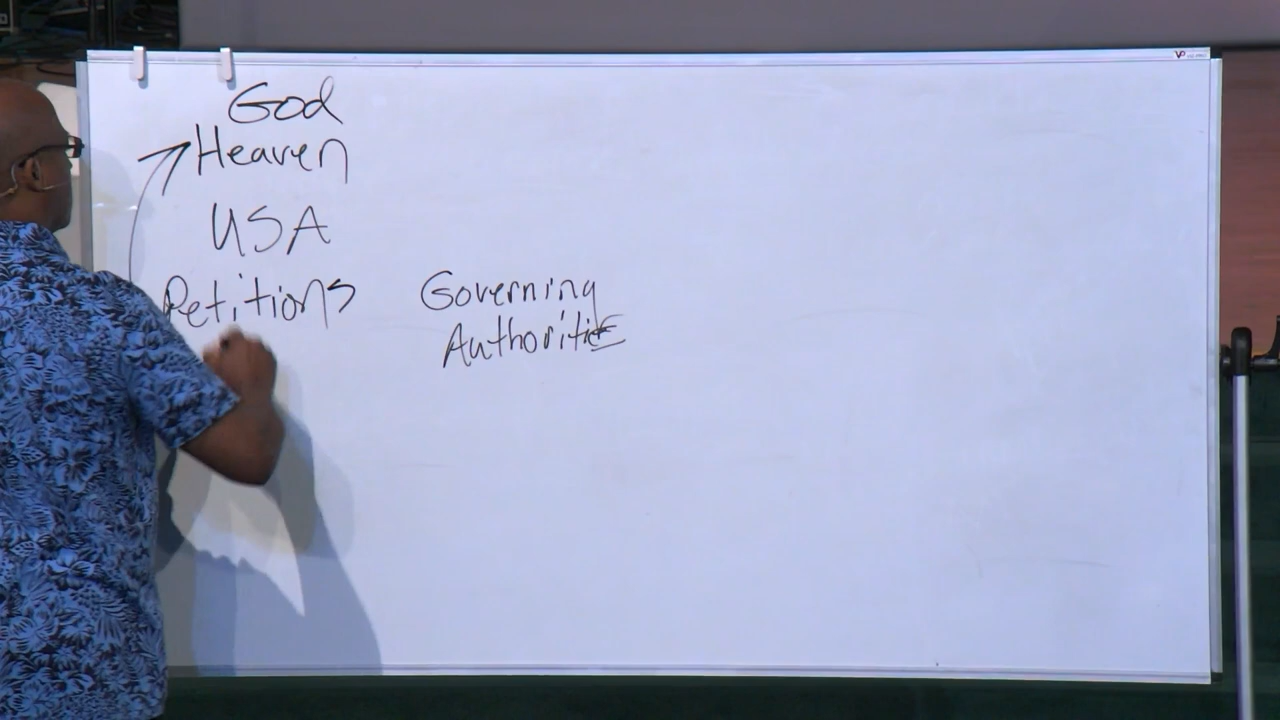 God
Heaven
USA
Petitions
Governing
Authorities